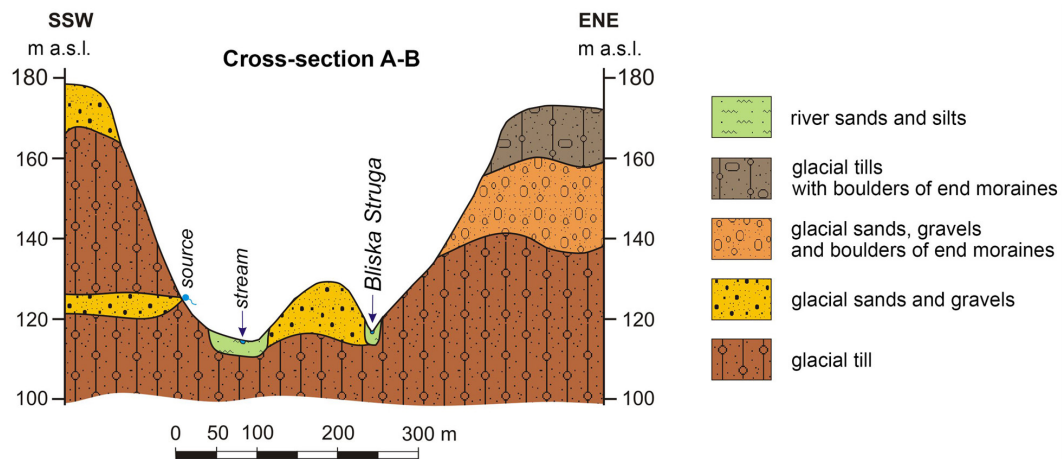 SSW
ENE
m a.s.l.
m a.s.l.
Cross-section A-B
180
180
160
160
140
140
120
120
100
100
source
stream
Bliska Struga
0 50 100 200 300 m
river sands and silts
glacial tills
with boulders of end moraines
glacial sands, gravels
and boulders of end moraines
glacial sands and gravels
glacial till